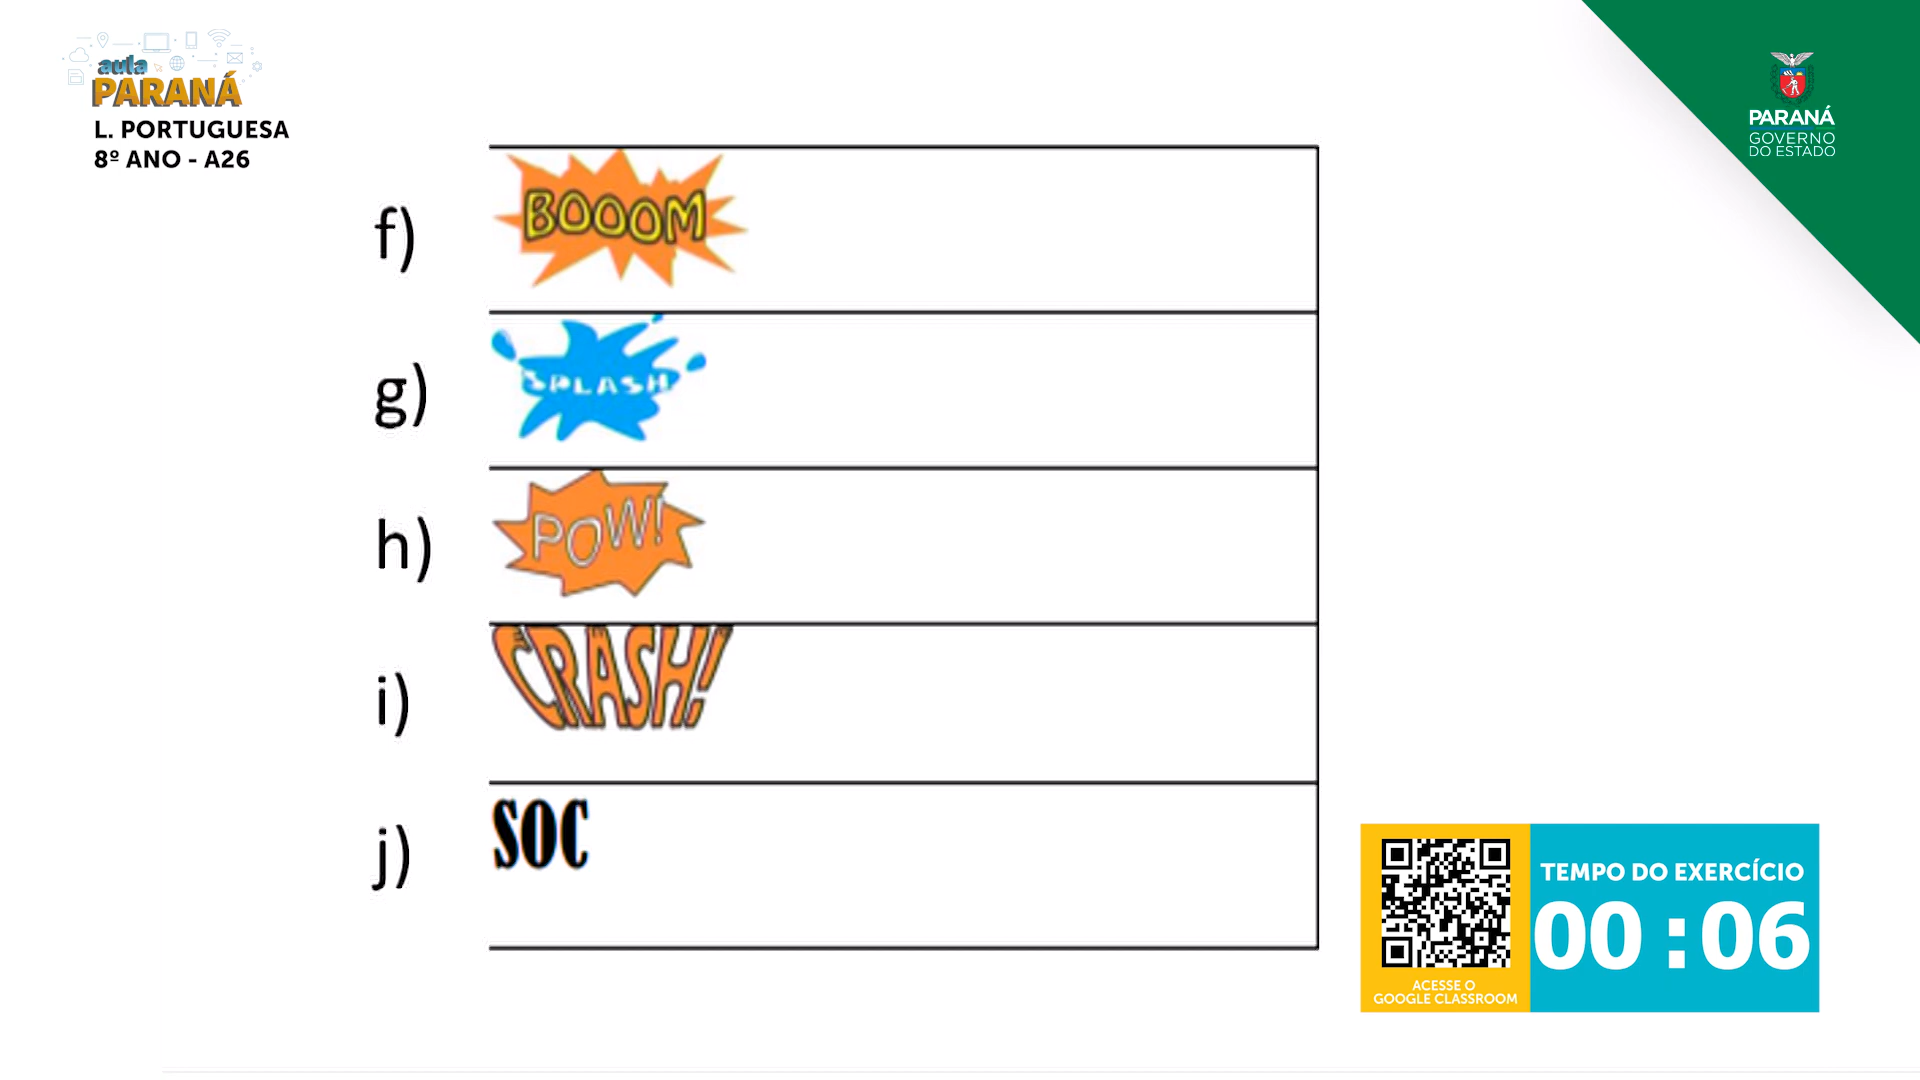 aula
PARANÁ
L. PORTUGUESA
8º ANO - A26
PARANÁ
GOVERNO
DO ESTADO
f) BOOOM
g) SPLASH
h) POW!
i) CRASH!
j) SOC
TEMPO DO EXERCÍCIO
00:06
ACESSE O
GOOGLE CLASSROOM